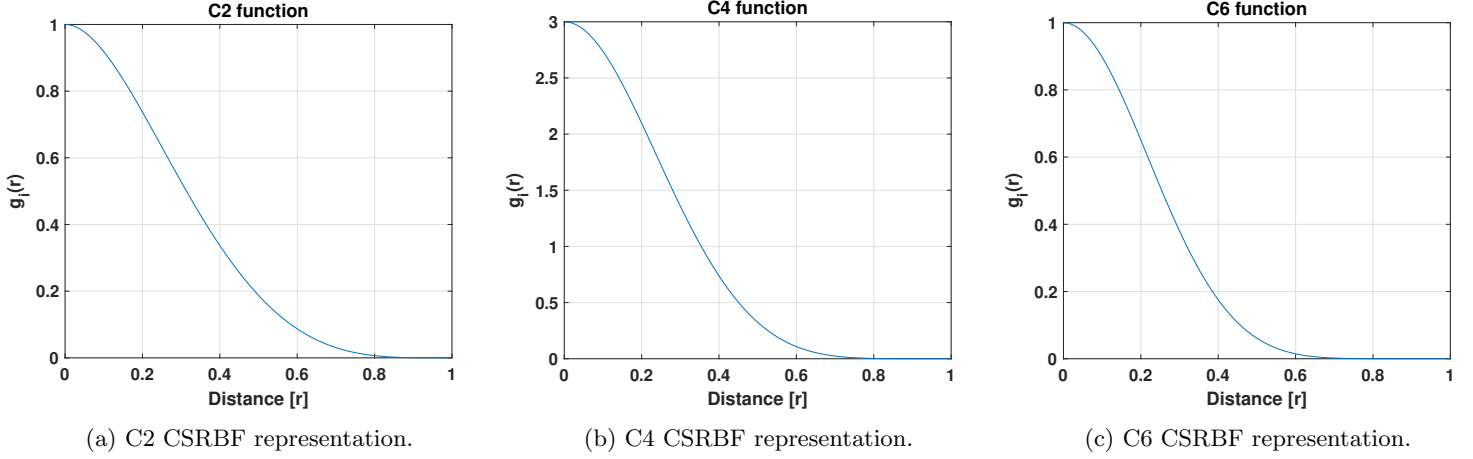 C2 function
1
0.8
0.6
0.4
0.2
0
g_i(r)
0 0.2 0.4 0.6 0.8 1
Distance [r]
(a) C2 CSRBF representation.
C4 function
3
2.5
2
1.5
1
0.5
0
g_i(r)
0 0.2 0.4 0.6 0.8 1
Distance [r]
(b) C4 CSRBF representation.
C6 function
1
0.8
0.6
0.4
0.2
0
g_i(r)
0 0.2 0.4 0.6 0.8 1
Distance [r]
(c) C6 CSRBF representation.